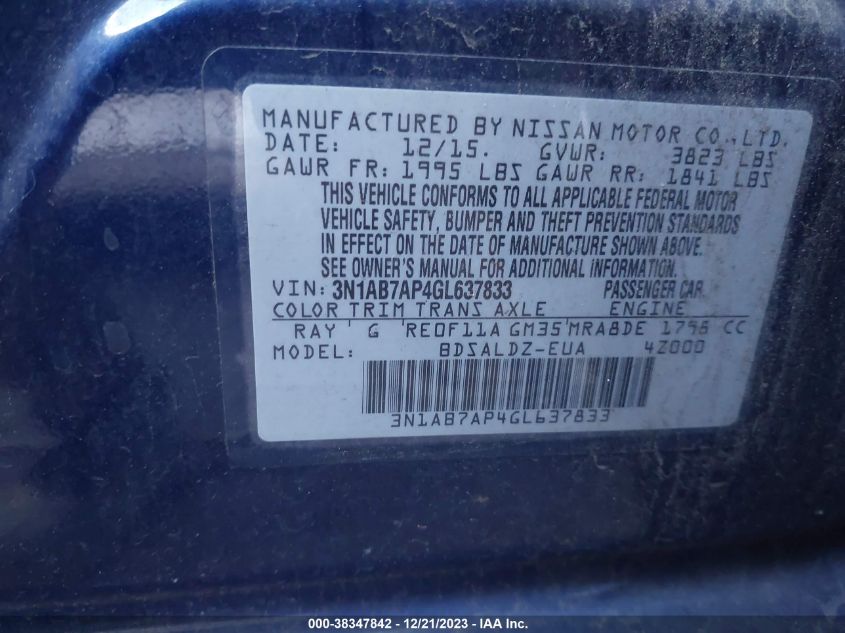 MANUFACTURED BY NISSAN MOTOR CO.,LTD.
DATE: 12/15. GVWR: 3823 LBS
GAWR FR: 1995 LBS GAWR RR: 1841 LBS
THIS VEHICLE CONFORMS TO ALL APPLICABLE FEDERAL MOTOR
VEHICLE SAFETY, BUMPER AND THEFT PREVENTION STANDARDS
IN EFFECT ON THE DATE OF MANUFACTURE SHOWN ABOVE.
SEE OWNER'S MANUAL FOR ADDITIONAL INFORMATION.
VIN: 3N1AB7AP4GL637833 PASSENGER CAR.
COLOR TRIM TRANS AXLE ENGINE
RAY G RE0F11A GM35 MRA8DE 1798 CC
MODEL: BDSALDZ-EUA 4Z000
3N1AB7AP4GL637833
000-38347842 - 12/21/2023 - IAA Inc.